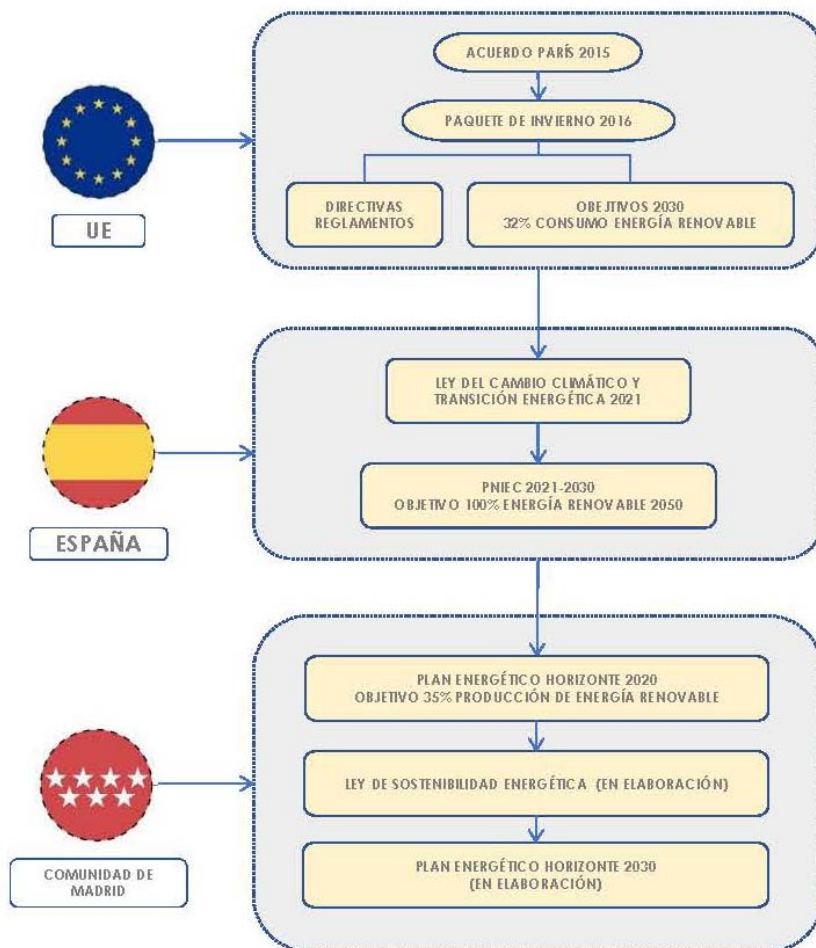 ACUERDO PARÍS 2015
PAQUETE DE INVIERNO 2016
DIRECTIVAS
REGLAMENTOS
OBEJTIVOS 2030
32% CONSUMO ENERGÍA RENOVABLE
UE
LEY DEL CAMBIO CLIMÁTICO Y
TRANSICIÓN ENERGÉTICA 2021
PNIEC 2021-2030
OBJETIVO 100% ENERGÍA RENOVABLE 2050
ESPAÑA
PLAN ENERGÉTICO HORIZONTE 2020
OBJETIVO 35% PRODUCCIÓN DE ENERGÍA RENOVABLE
LEY DE SOSTENIBILIDAD ENERGÉTICA (EN ELABORACIÓN)
PLAN ENERGÉTICO HORIZONTE 2030
(EN ELABORACIÓN)
COMUNIDAD DE
MADRID